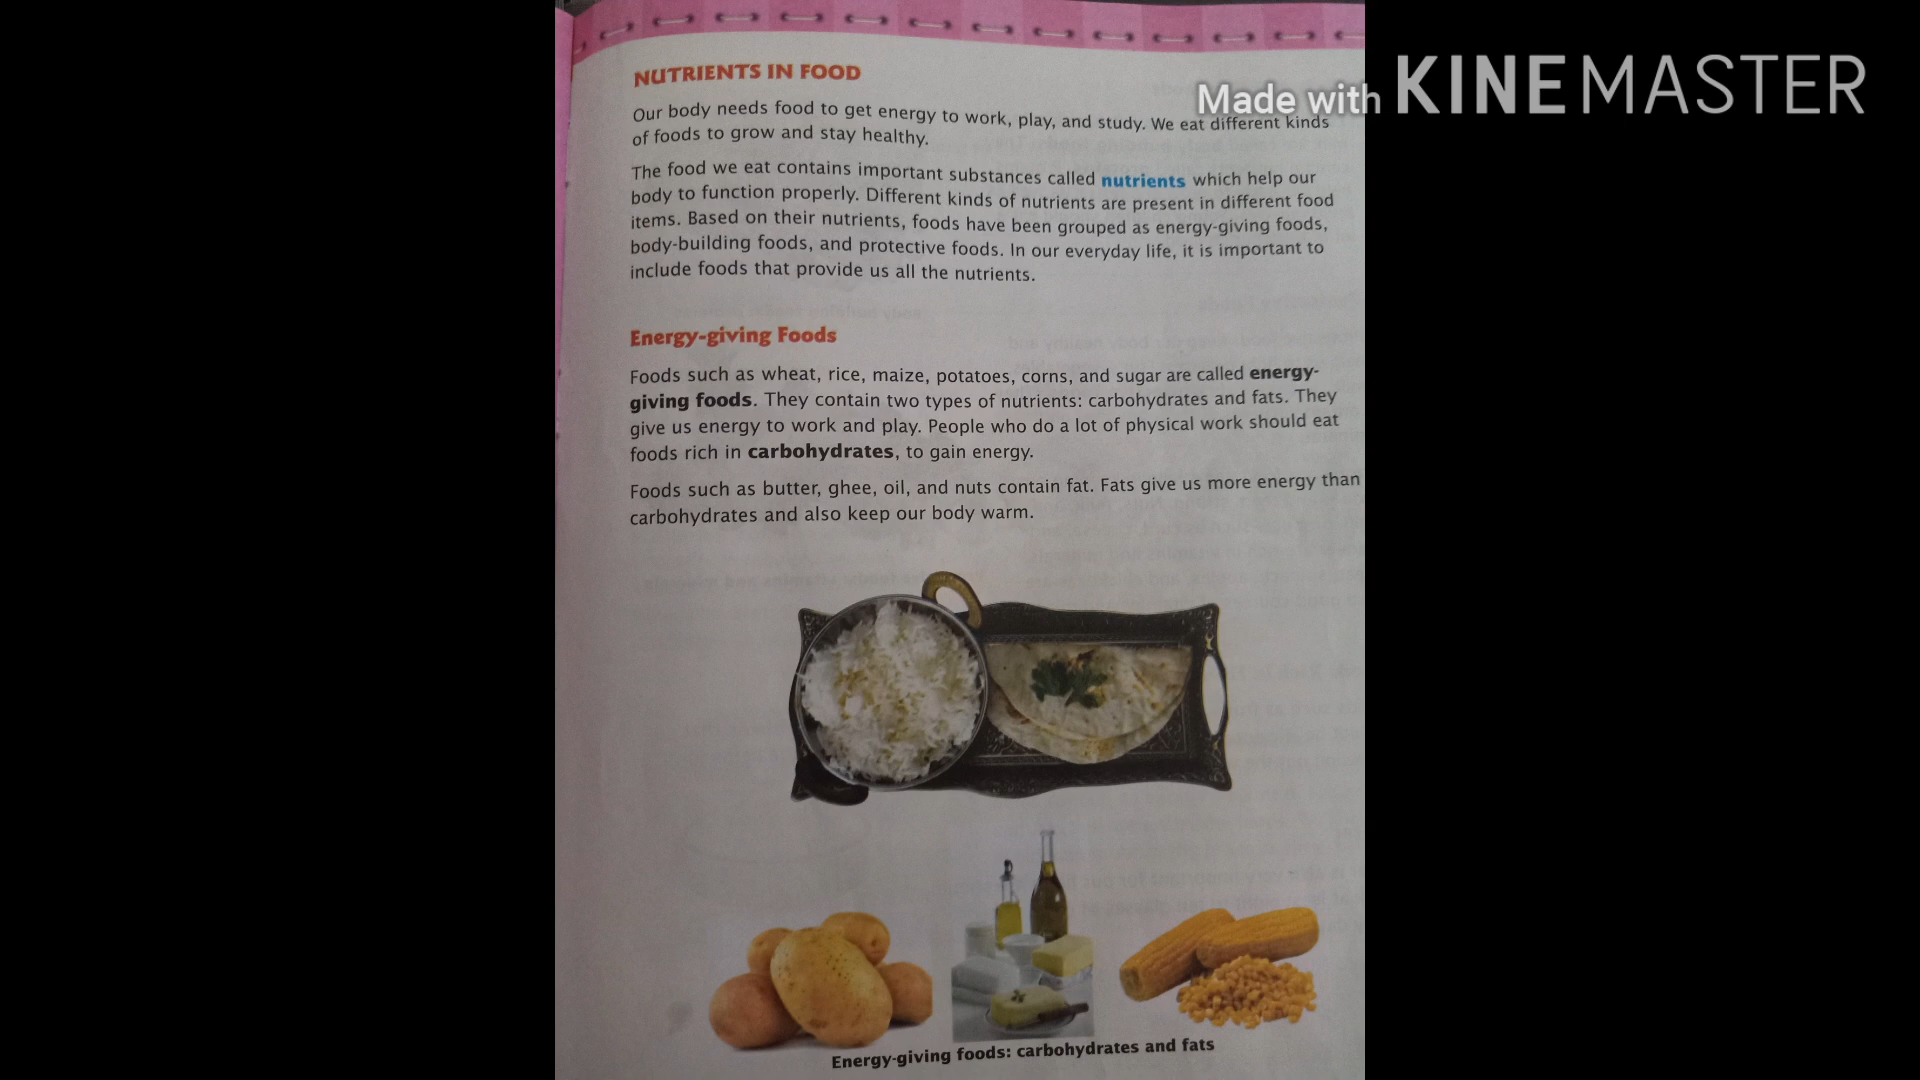 NUTRIENTS IN FOOD
Made with KINEMASTER
Our body needs food to get energy to work, play, and study. We eat different kinds
of foods to grow and stay healthy.
The food we eat contains important substances called nutrients which help our
body to function properly. Different kinds of nutrients are present in different food
items. Based on their nutrients, foods have been grouped as energy-giving foods,
body-building foods, and protective foods. In our everyday life, it is important to
include foods that provide us all the nutrients.
Energy-giving Foods
Foods such as wheat, rice, maize, potatoes, corns, and sugar are called energy-
giving foods. They contain two types of nutrients: carbohydrates and fats. They
give us energy to work and play. People who do a lot of physical work should eat
foods rich in carbohydrates, to gain energy.
Foods such as butter, ghee, oil, and nuts contain fat. Fats give us more energy than
carbohydrates and also keep our body warm.
Energy-giving foods: carbohydrates and fats